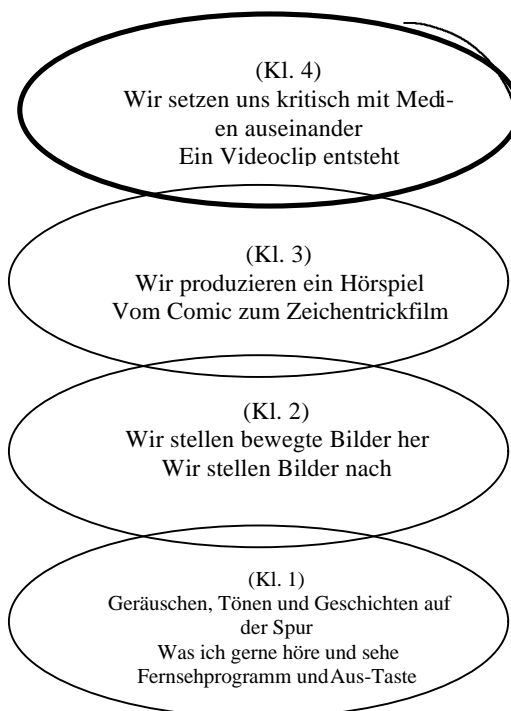 (Kl. 4)
Wir setzen uns kritisch mit Medi-
en auseinander
Ein Videoclip entsteht
(Kl. 3)
Wir produzieren ein Hörspiel
Vom Comic zum Zeichentrickfilm
(Kl. 2)
Wir stellen bewegte Bilder her
Wir stellen Bilder nach
(Kl. 1)
Geräuschen, Tönen und Geschichten auf
der Spur
Was ich gerne höre und sehe
Fernsehprogramm und Aus-Taste